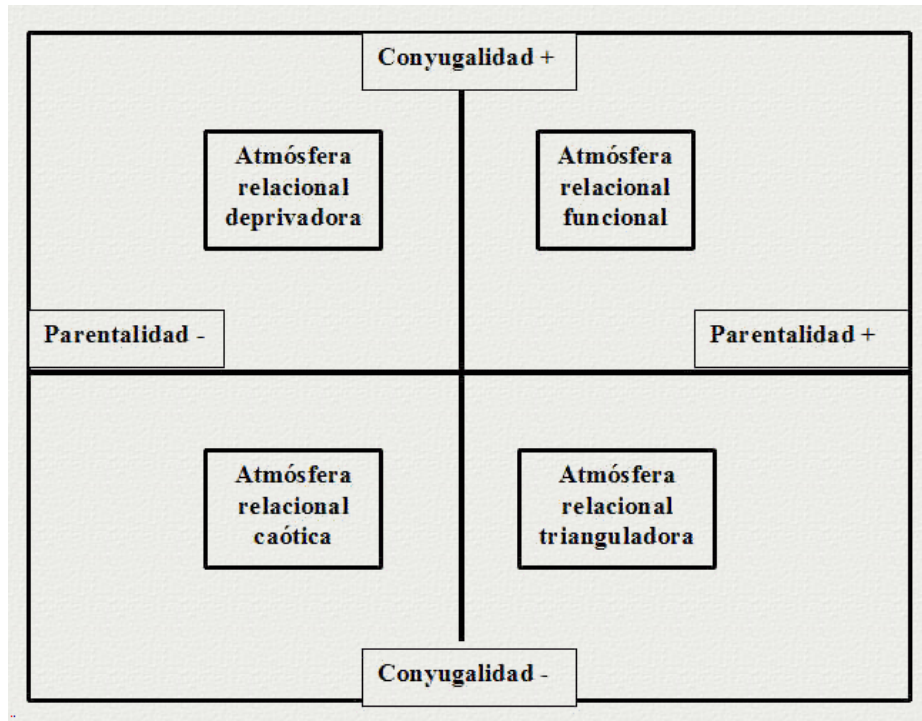 Conyugalidad +
Atmósfera
relacional
deprivadora
Atmósfera
relacional
funcional
Parentalidad -
Parentalidad +
Atmósfera
relacional
caótica
Atmósfera
relacional
trianguladora
Conyugalidad -